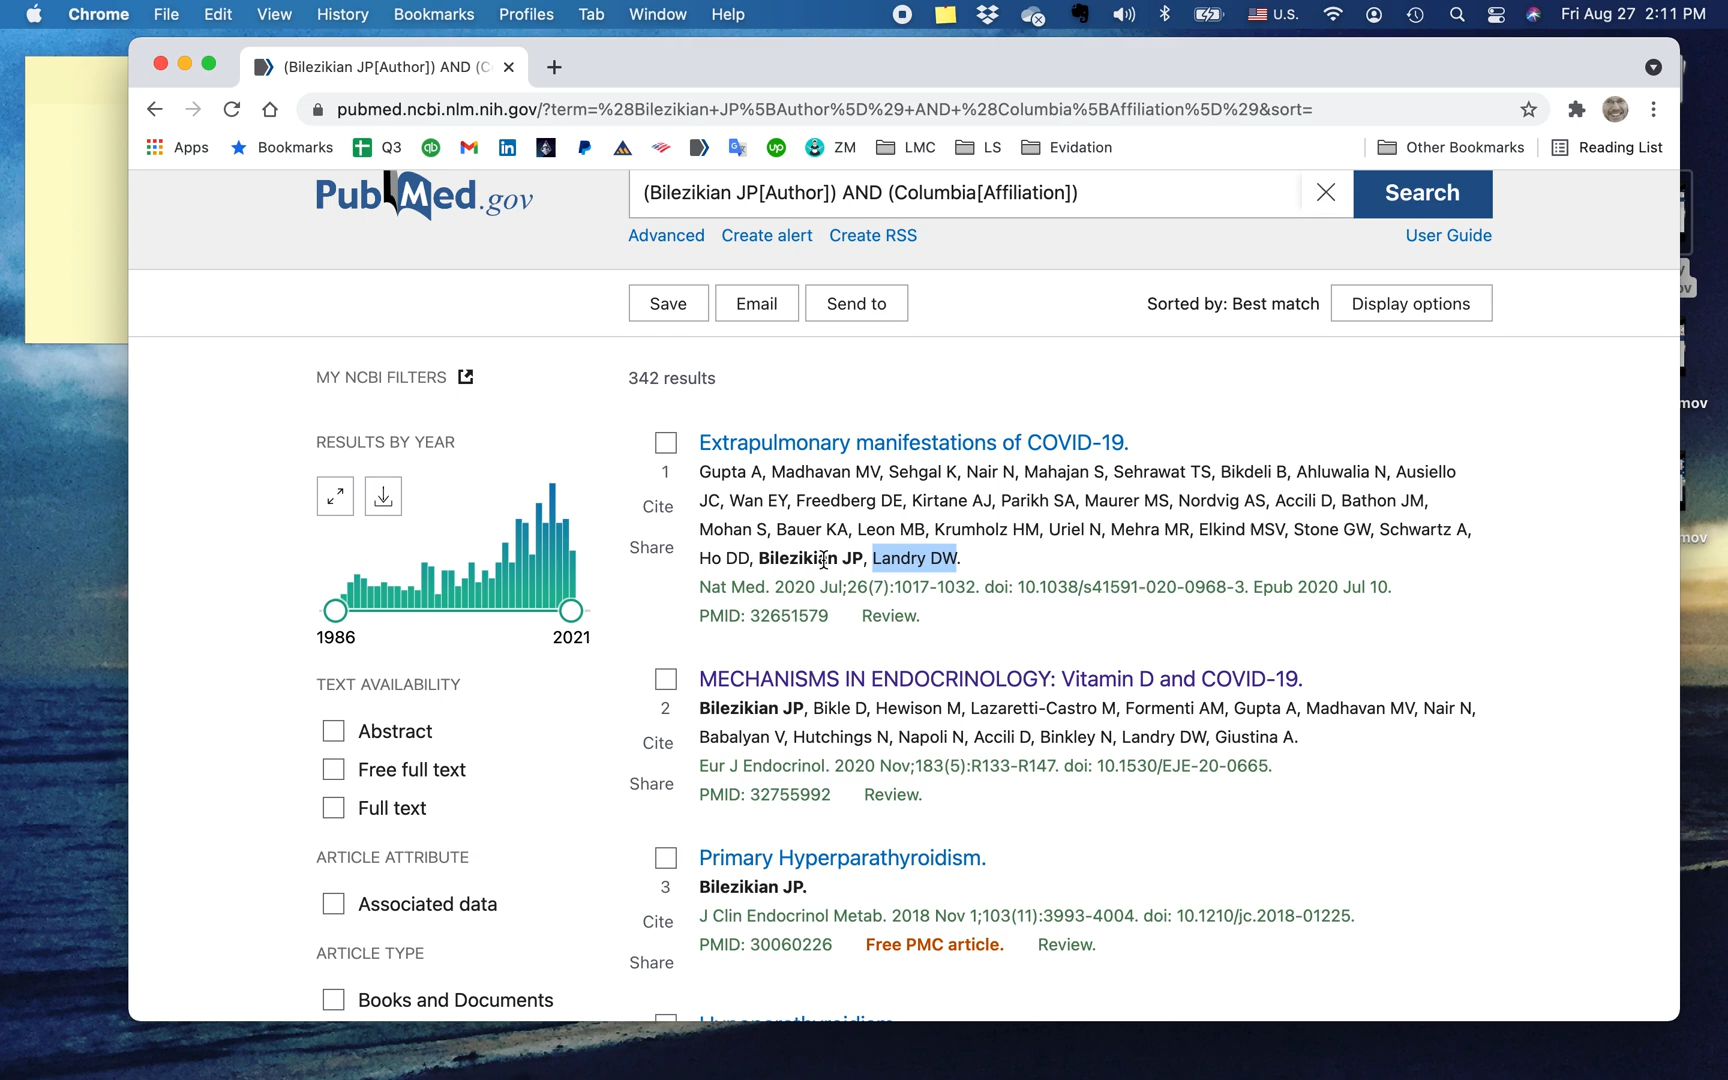 Chrome File Edit View History Bookmarks Profiles Tab Window Help U.S. Fri Aug 27 2:11 PM
(Bilezikian JP[Author]) AND (C
pubmed.ncbi.nlm.nih.gov/?term=%28Bilezikian+JP%5BAuthor%5D%29+AND+%28Columbia%5BAffiliation%5D%29&sort=
Apps Bookmarks Q3 qb in G up ZM LMC LS Evidation Other Bookmarks Reading List
PubMed.gov (Bilezikian JP[Author]) AND (Columbia[Affiliation]) Search
Advanced Create alert Create RSS User Guide
Save Email Send to Sorted by: Best match Display options
MY NCBI FILTERS 342 results
RESULTS BY YEAR
1986 2021
TEXT AVAILABILITY
Abstract
Free full text
Full text
ARTICLE ATTRIBUTE
Associated data
ARTICLE TYPE
Books and Documents
Extrapulmonary manifestations of COVID-19.
1 Gupta A, Madhavan MV, Sehgal K, Nair N, Mahajan S, Sehrawat TS, Bikdeli B, Ahluwalia N, Ausiello
Cite JC, Wan EY, Freedberg DE, Kirtane AJ, Parikh SA, Maurer MS, Nordvig AS, Accili D, Bathon JM,
Mohan S, Bauer KA, Leon MB, Krumholz HM, Uriel N, Mehra MR, Elkind MSV, Stone GW, Schwartz A,
Share Ho DD, Bilezikian JP, Landry DW.
Nat Med. 2020 Jul;26(7):1017-1032. doi: 10.1038/s41591-020-0968-3. Epub 2020 Jul 10.
PMID: 32651579 Review.
MECHANISMS IN ENDOCRINOLOGY: Vitamin D and COVID-19.
2 Bilezikian JP, Bikle D, Hewison M, Lazaretti-Castro M, Formenti AM, Gupta A, Madhavan MV, Nair N,
Cite Babalyan V, Hutchings N, Napoli N, Accili D, Binkley N, Landry DW, Giustina A.
Eur J Endocrinol. 2020 Nov;183(5):R133-R147. doi: 10.1530/EJE-20-0665.
Share
PMID: 32755992 Review.
Primary Hyperparathyroidism.
3 Bilezikian JP.
Cite J Clin Endocrinol Metab. 2018 Nov 1;103(11):3993-4004. doi: 10.1210/jc.2018-01225.
PMID: 30060226 Free PMC article. Review.
Share
mov